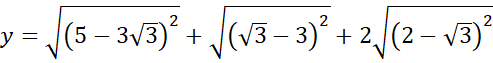 y = √((5 − 3√3)²) + √((√3 − 3)²) + 2√((2 − √3)²)